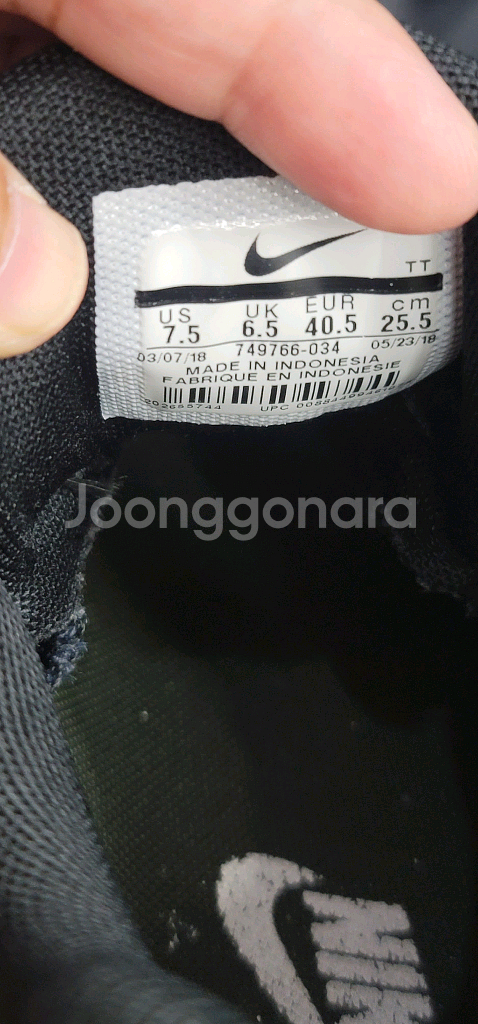 TT
US UK EUR cm
7.5 6.5 40.5 25.5
03/07/18 749766-034 05/23/18
MADE IN INDONESIA
FABRIQUE EN INDONESIE
UPC
Joonggonara
NIK